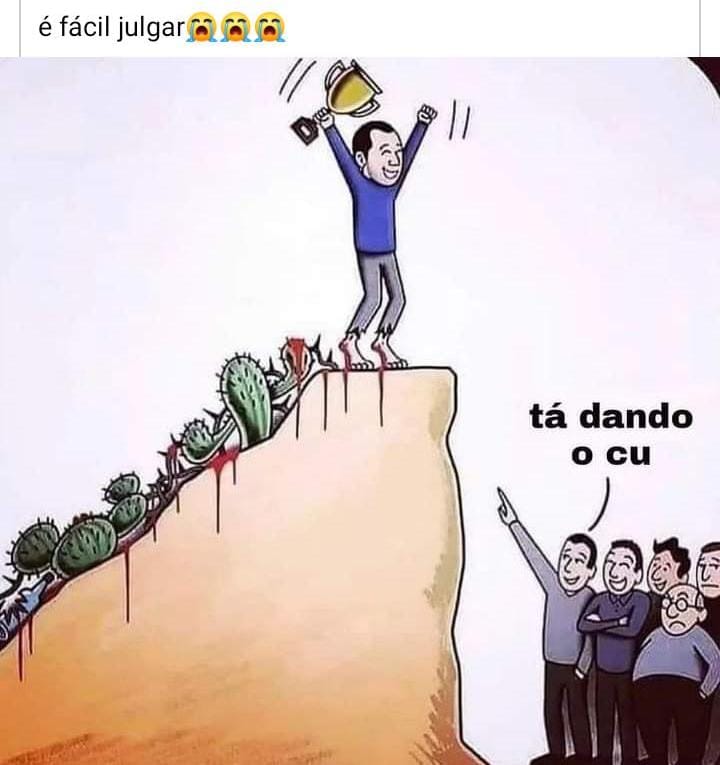 é fácil julgar😭😭😭
tá dando
o cu